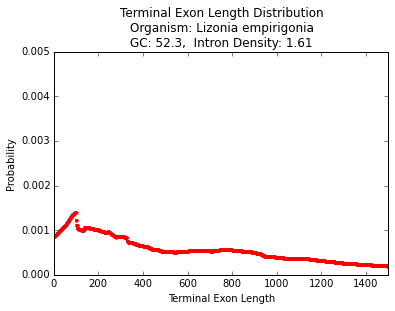 Terminal Exon Length Distribution
Organism: Lizonia empirigonia
GC: 52.3,  Intron Density: 1.61
0.005
0.004
0.003
0.002
0.001
0.000
Probability
0 200 400 600 800 1000 1200 1400
Terminal Exon Length